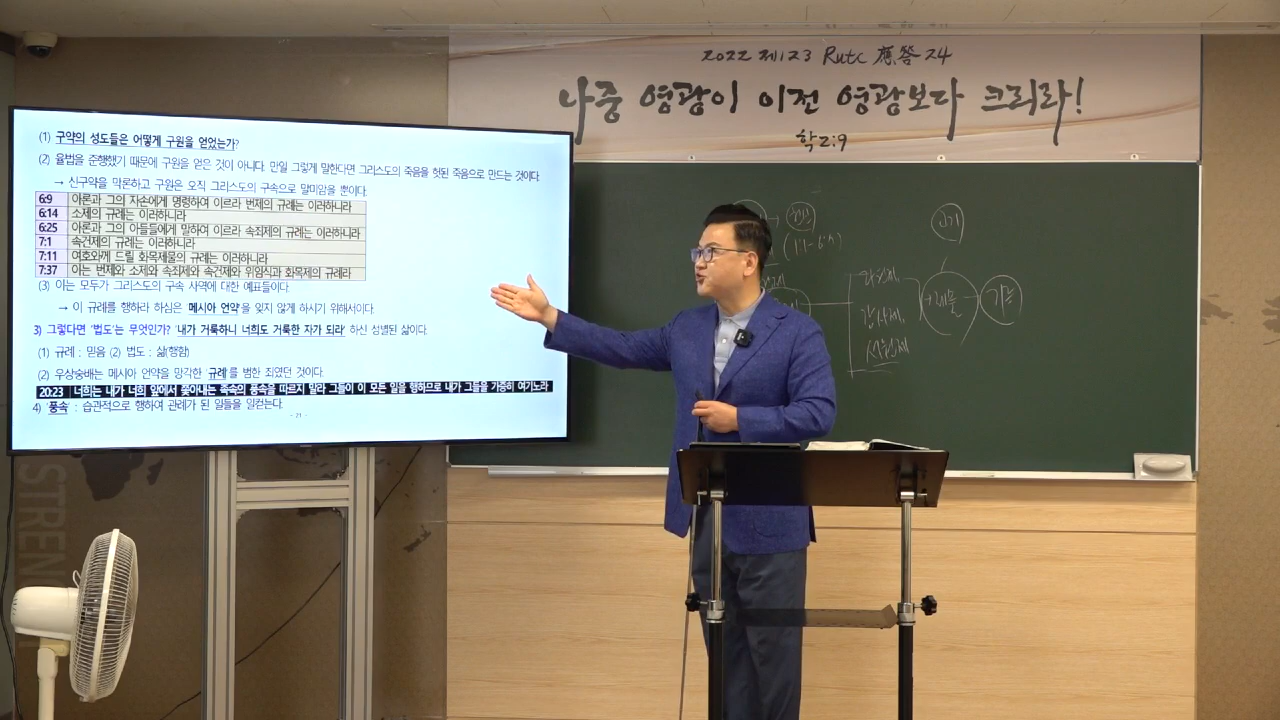 2022 제123 Rutc 應答 24
나중 영광이 이전 영광보다 크리라!
학2:9
(1) 구약의 성도들은 어떻게 구원을 얻었는가?
(2) 율법을 준행했기 때문에 구원을 얻은 것이 아니다. 만일 그렇게 말한다면 그리스도의 죽음을 헛된 죽음으로 만드는 것이다.
→ 신구약을 막론하고 구원은 오직 그리스도의 구속으로 말미암을 뿐이다.
6:9 아론과 그의 자손에게 명령하여 이르라 번제의 규례는 이러하니라
6:14 소제의 규례는 이러하니라
6:25 아론과 그의 아들들에게 말하여 이르라 속죄제의 규례는 이러하니라
7:1 속건제의 규례는 이러하니라
7:11 여호와께 드릴 화목제물의 규례는 이러하니라
7:37 이는 번제와 소제와 속죄제와 속건제와 위임식과 화목제의 규례라
(3) 이는 모두가 그리스도의 구속 사역에 대한 예표들이다.
→ 이 규례를 행하라 하심은 '메시아 언약'을 잊지 않게 하시기 위해서이다.
3) 그렇다면 '법도'는 무엇인가? '내가 거룩하니 너희도 거룩한 자가 되라' 하신 성별된 삶이다.
(1) 규례 : 믿음 (2) 법도 : 삶(행함)
(2) 우상숭배는 메시아 언약을 망각한 '규례'를 범한 죄였던 것이다.
20:23 너희는 내가 너희 앞에서 쫓아내는 족속의 풍속을 따르지 말라 그들이 이 모든 일을 행하므로 내가 그들을 가증히 여기노라
4) '풍속' : 습관적으로 행하여 관례가 된 일들을 일컫는다.
- 21 -
감사제,
서원제
STREN